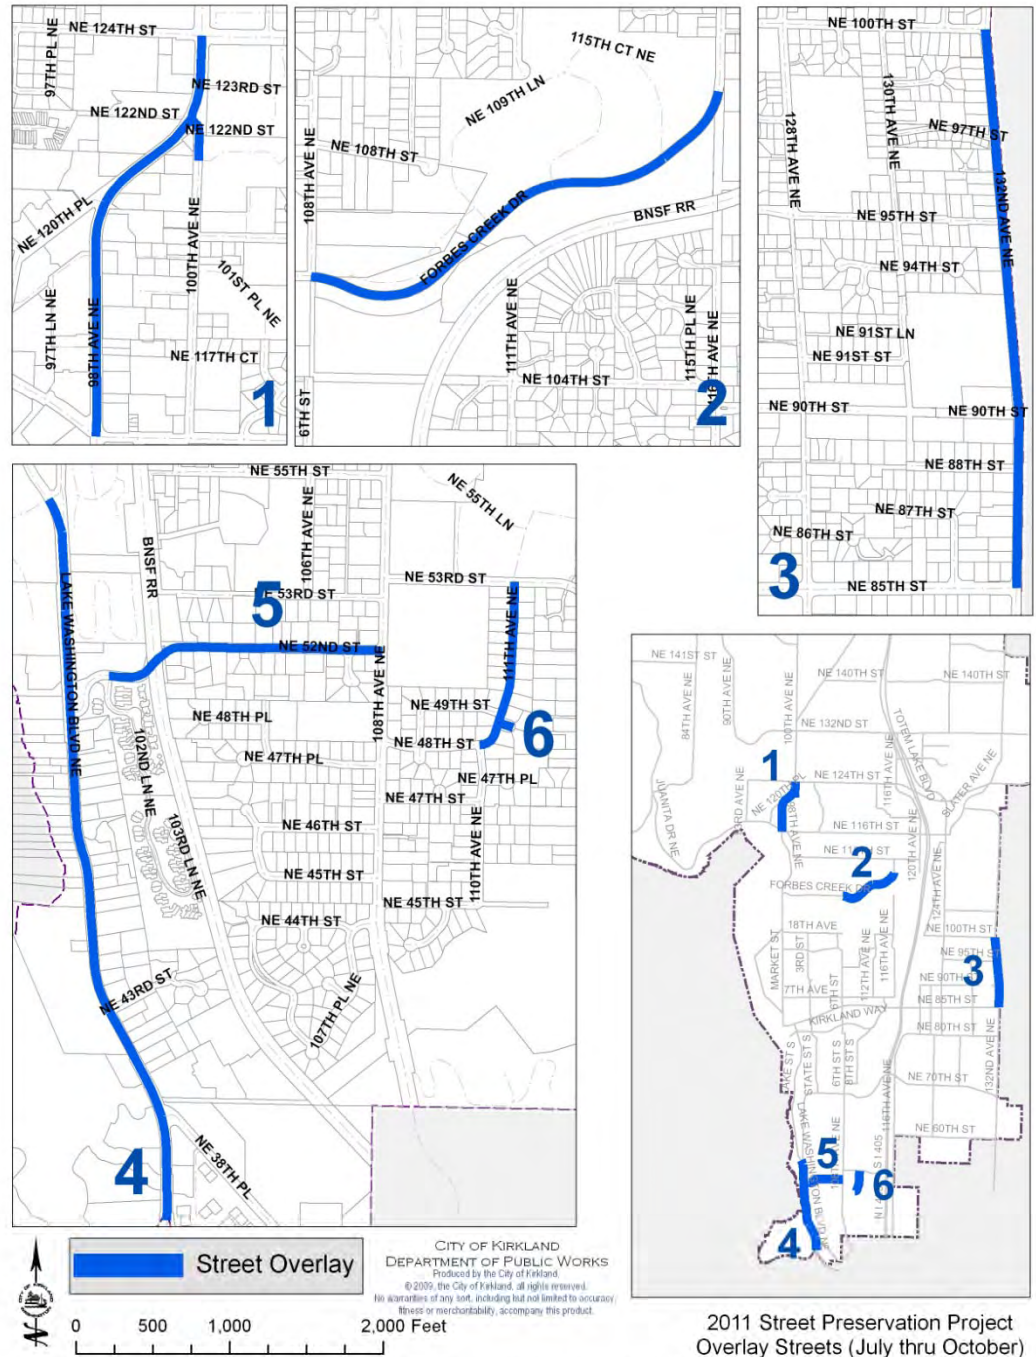 NE 124TH ST
97TH PL NE
NE 123RD ST
NE 122ND ST
NE 122ND ST
NE 120TH PL
100TH AVE NE
101ST PL NE
97TH LN NE
98TH AVE NE
NE 117TH CT
1
115TH CT NE
NE 109TH LN
108TH AVE NE
NE 108TH ST
BNSF RR
FORBES CREEK DR
111TH AVE NE
115TH PL NE
NE 104TH ST
6TH ST
2
NE 100TH ST
130TH AVE NE
128TH AVE NE
NE 97TH ST
132ND AVE NE
NE 95TH ST
NE 94TH ST
NE 91ST LN
NE 91ST ST
NE 90TH ST
NE 90TH ST
NE 88TH ST
NE 87TH ST
NE 86TH ST
NE 85TH ST
3
NE 55TH ST
NE 55TH LN
106TH AVE NE
BNSF RR
NE 53RD ST
NE 53RD ST
5
LAKE WASHINGTON BLVD NE
NE 52ND ST
111TH AVE NE
108TH AVE NE
NE 49TH ST
NE 48TH PL
NE 48TH ST
6
102ND LN NE
NE 47TH PL
NE 47TH PL
NE 47TH ST
103RD LN NE
NE 46TH ST
110TH AVE NE
NE 45TH ST
NE 45TH ST
NE 44TH ST
NE 43RD ST
107TH PL NE
NE 38TH PL
4
NE 141ST ST
NE 140TH ST
NE 140TH ST
84TH AVE NE
90TH AVE NE
100TH AVE NE
NE 132ND ST
TOTEM LAKE BLVD
116TH AVE NE
SLATER AVE NE
1
NE 124TH ST
NE 120TH PL
JUANITA DR NE
98TH AVE NE
NE 116TH ST
120TH AVE NE
124TH AVE NE
2
FORBES CREEK DR
18TH AVE
MARKET ST
3RD ST
112TH AVE NE
116TH AVE NE
NE 100TH ST
NE 95TH ST
3
NE 90TH ST
7TH AVE
6TH ST
NE 85TH ST
KIRKLAND WAY
NE 80TH ST
STATE ST S
6TH ST S
8TH ST S
132ND AVE NE
NE 70TH ST
116TH AVE NE
NE 60TH ST
5
6
4
Street Overlay
CITY OF KIRKLAND
DEPARTMENT OF PUBLIC WORKS
Produced by the City of Kirkland.
© 2009, the City of Kirkland, all rights reserved.
No warranties of any sort, including but not limited to accuracy,
fitness or merchantability, accompany this product.
N
0 500 1,000 2,000 Feet
2011 Street Preservation Project
Overlay Streets (July thru October)